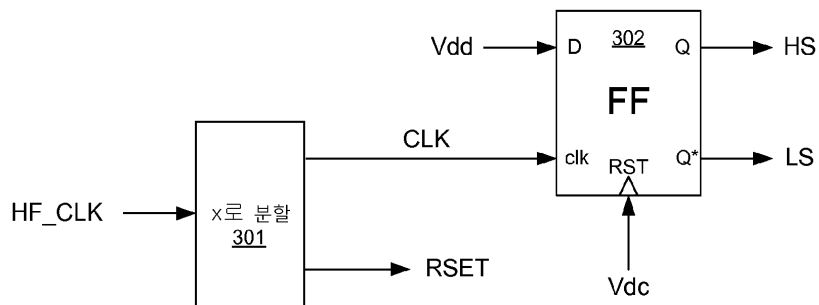 Vdd
D
302
Q
HS
FF
CLK
clk
RST
Q*
LS
HF_CLK
x로 분할
301
RSET
Vdc